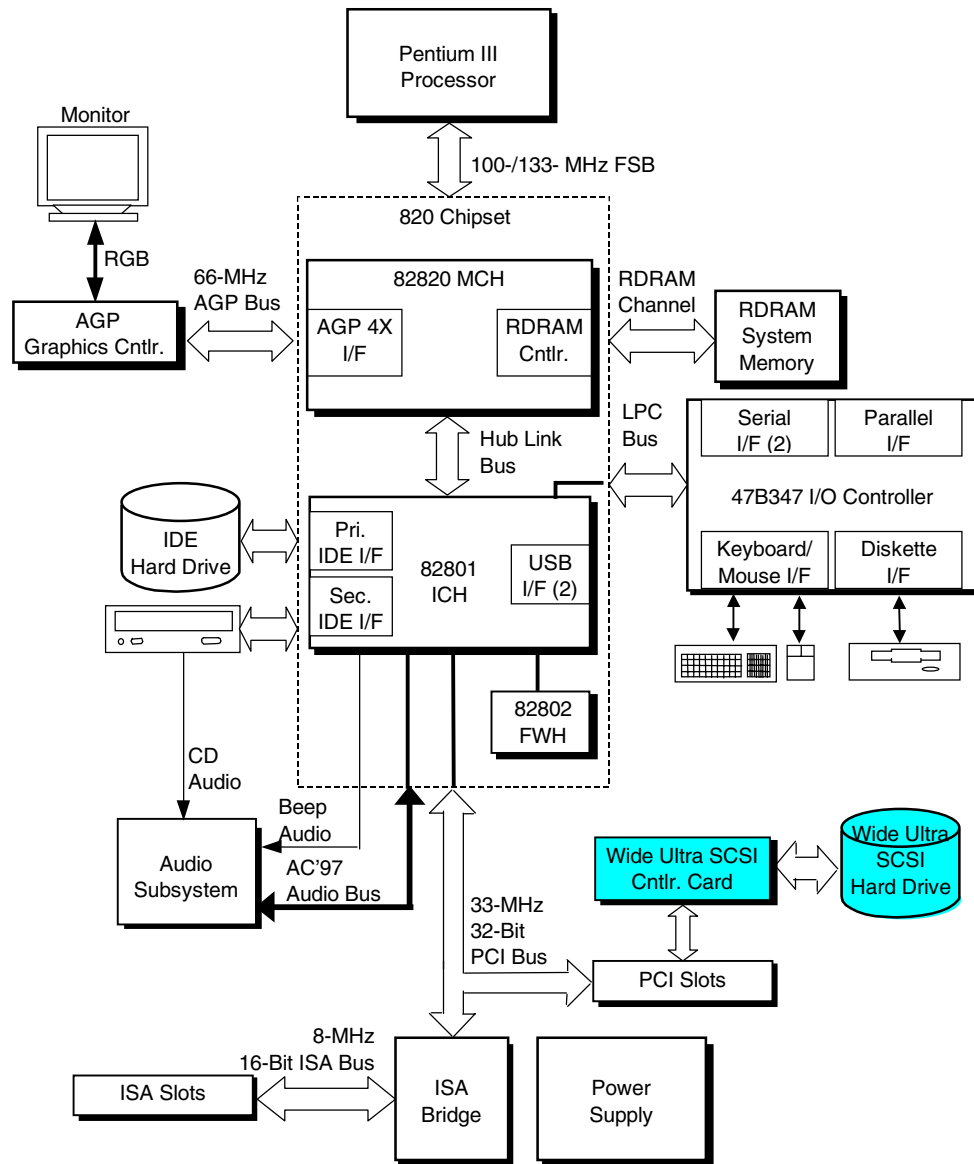 Pentium III
Processor
Monitor
100-/133- MHz FSB
820 Chipset
RGB
66-MHz
AGP Bus
82820 MCH
RDRAM
Channel
AGP
Graphics Cntlr.
AGP 4X
I/F
RDRAM
Cntlr.
RDRAM
System
Memory
Hub Link
Bus
LPC
Bus
Serial
I/F (2)
Parallel
I/F
47B347 I/O Controller
Keyboard/
Mouse I/F
Diskette
I/F
IDE
Hard Drive
Pri.
IDE I/F
Sec.
IDE I/F
82801
ICH
USB
I/F (2)
82802
FWH
CD
Audio
Beep
Audio
Audio
Subsystem
AC'97
Audio Bus
33-MHz
32-Bit
PCI Bus
Wide Ultra SCSI
Cntlr. Card
Wide Ultra
SCSI
Hard Drive
PCI Slots
8-MHz
16-Bit ISA Bus
ISA Slots
ISA
Bridge
Power
Supply